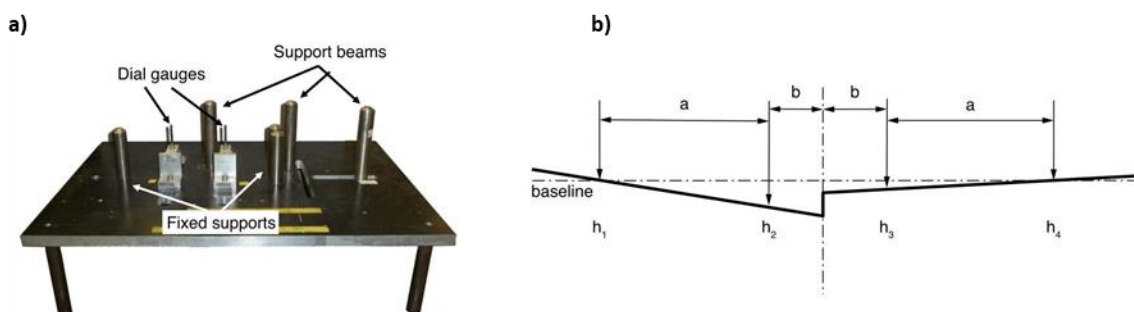 a)
Support beams
Dial gauges
Fixed supports
b)
b b
a a
baseline
h₁ h₂ h₃ h₄